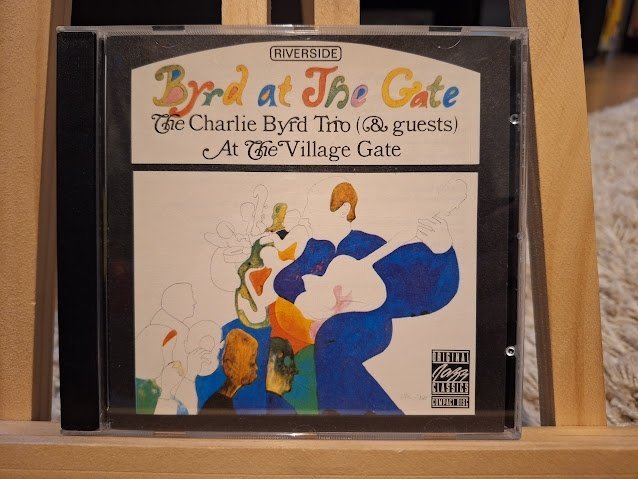 RIVERSIDE
Byrd at The Gate
The Charlie Byrd Trio (& guests)
At The Village Gate
ORIGINAL
Jazz
CLASSICS
COMPACT DISC